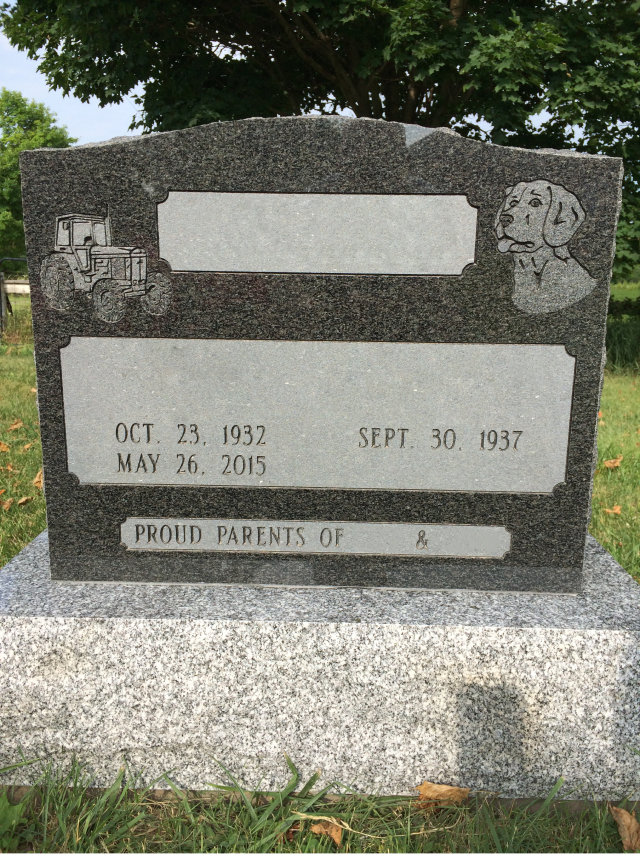 OCT. 23, 1932
MAY 26, 2015
SEPT. 30, 1937
PROUD PARENTS OF &